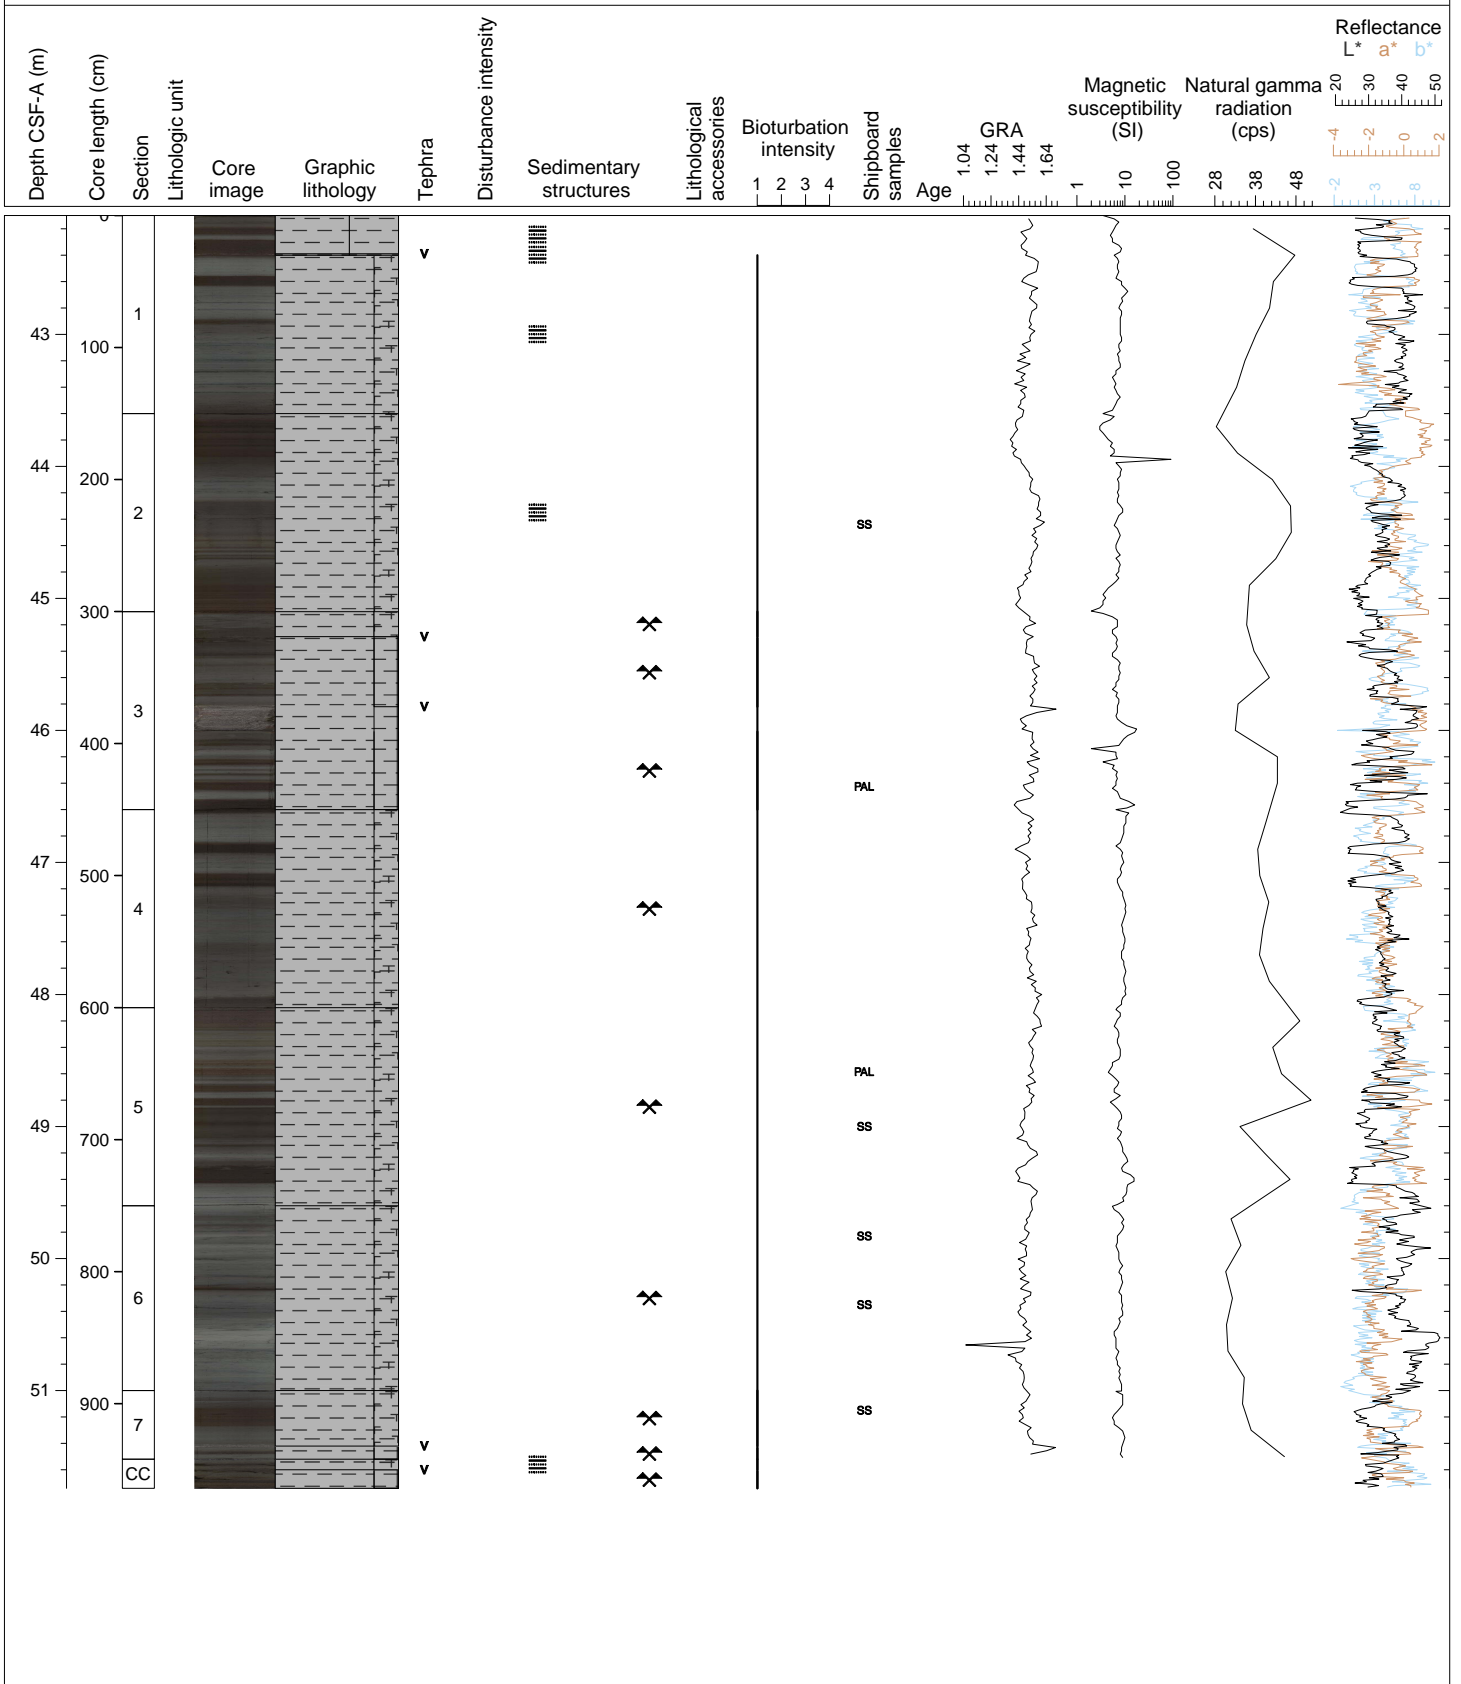 Depth CSF-A (m)
Core length (cm)
Section
Lithologic unit
Core
image
Graphic
lithology
Tephra
Disturbance intensity
Sedimentary
structures
Lithological
accessories
Bioturbation
intensity
1 2 3 4
Shipboard
samples
Age
GRA
1.04 1.24 1.44 1.64
Magnetic
susceptibility
(SI)
1 10 100
Natural gamma
radiation
(cps)
28 38 48
Reflectance
L* a* b*
20 30 40 50
-4 -2 0 2
-2 3 8
0
V
1
43
100
44
200
2
SS
45
300
V
V
3
46
400
PAL
47
500
4
48
600
PAL
5
49
SS
700
SS
50
800
6
SS
51
900
SS
7
V
V
CC